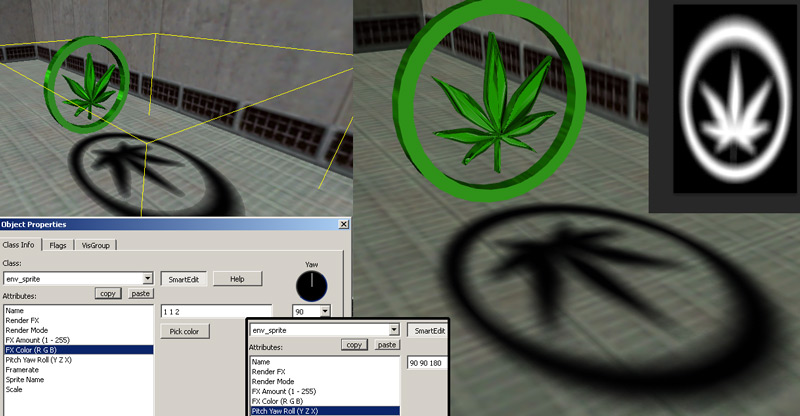 Object Properties
Class Info
Flags
VisGroup
Class:
Yaw
env_sprite
SmartEdit
Help
Attributes:
copy
paste
90
Name
1 1 2
Render FX
Render Mode
Pick color
FX Amount (1 - 255)
FX Color (R G B)
Pitch Yaw Roll (Y Z X)
Framerate
Sprite Name
Scale
env_sprite
SmartEdit
Attributes:
copy
paste
Name
90 90 180
Render FX
Render Mode
FX Amount (1 - 255)
FX Color (R G B)
Pitch Yaw Roll (Y Z X)